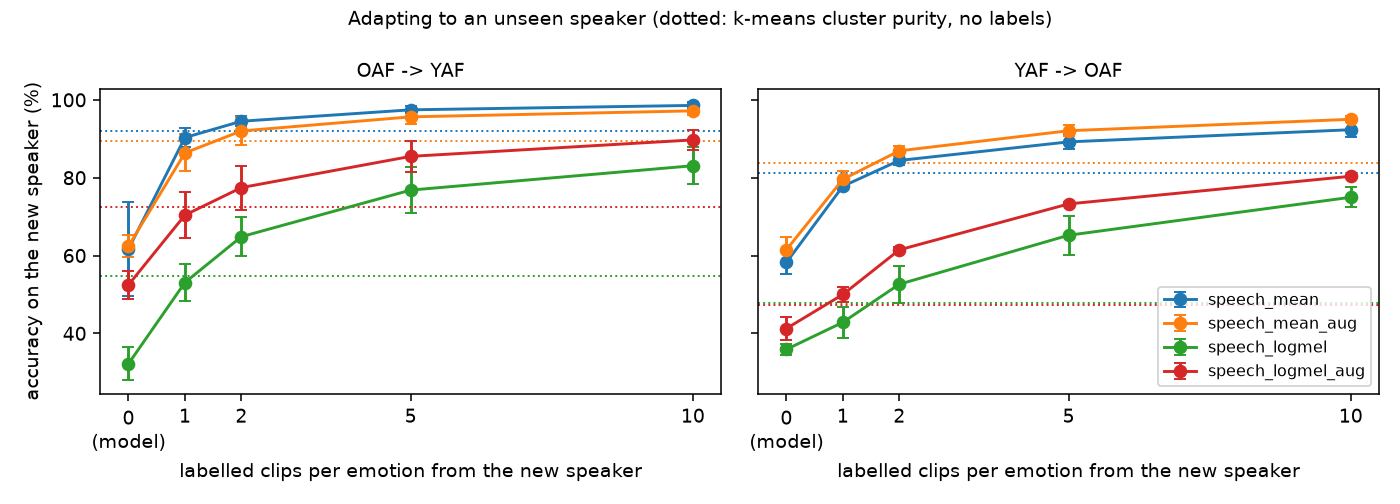 Adapting to an unseen speaker (dotted: k-means cluster purity, no labels)
OAF -> YAF
YAF -> OAF
accuracy on the new speaker (%)
100
80
60
40
0
(model)
1
2
5
10
labelled clips per emotion from the new speaker
0
(model)
1
2
5
10
labelled clips per emotion from the new speaker
speech_mean
speech_mean_aug
speech_logmel
speech_logmel_aug